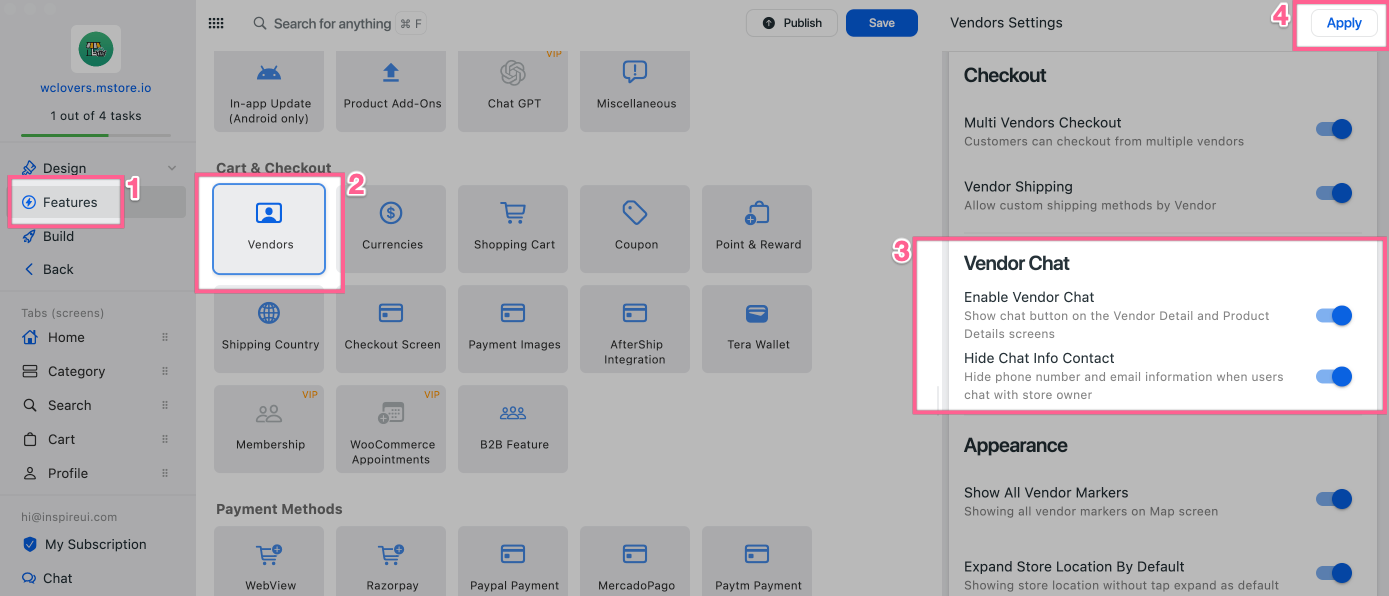 wclovers.mstore.io
1 out of 4 tasks
Design
Features
1
Build
Back
Tabs (screens)
Home
Category
Search
Cart
Profile
hi@inspireui.com
My Subscription
Chat
Search for anything ⌘ F
Publish
Save
In-app Update
(Android only)
Product Add-Ons
VIP
Chat GPT
Miscellaneous
Cart & Checkout
2
Vendors
Currencies
Shopping Cart
Coupon
Point & Reward
Shipping Country
Checkout Screen
Payment Images
AfterShip
Integration
Tera Wallet
VIP
Membership
VIP
WooCommerce
Appointments
B2B Feature
Payment Methods
WebView
Razorpay
Paypal Payment
MercadoPago
Paytm Payment
Vendors Settings
4
Apply
Checkout
Multi Vendors Checkout
Customers can checkout from multiple vendors
Vendor Shipping
Allow custom shipping methods by Vendor
3
Vendor Chat
Enable Vendor Chat
Show chat button on the Vendor Detail and Product
Details screens
Hide Chat Info Contact
Hide phone number and email information when users
chat with store owner
Appearance
Show All Vendor Markers
Showing all vendor markers on Map screen
Expand Store Location By Default
Showing store location without tap expand as default